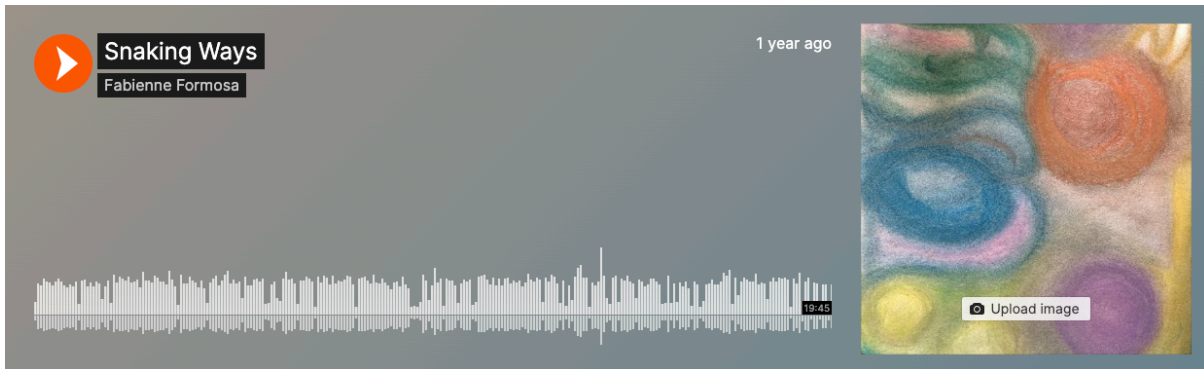 Snaking Ways
Fabienne Formosa
1 year ago
19:45
Upload image